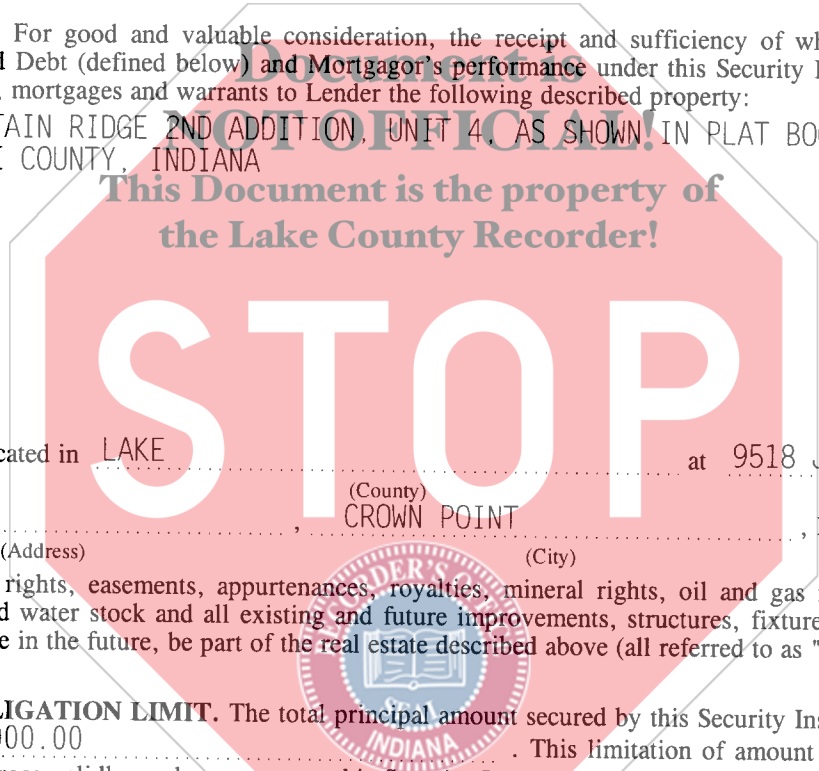 For good and valuable consideration, the receipt and sufficiency of
Debt (defined below) and Mortgagor's performance under this Security
mortgages and warrants to Lender the following described property:
TAIN RIDGE 2ND ADDITION, UNIT 4, AS SHOWN IN PLAT
COUNTY, INDIANA
Document is
NOT OFFICIAL!
This Document is the property of
the Lake County Recorder!
STOP
cated in LAKE at 9518
(County)
, CROWN POINT ,
(Address) (City)
rights, easements, appurtenances, royalties, mineral rights, oil and gas
water stock and all existing and future improvements, structures,
in the future, be part of the real estate described above (all referred to as "
LIGATION LIMIT. The total principal amount secured by this Security
00.00 . This limitation of amount
RECORDER'S OFFICE
SEAL
INDIANA